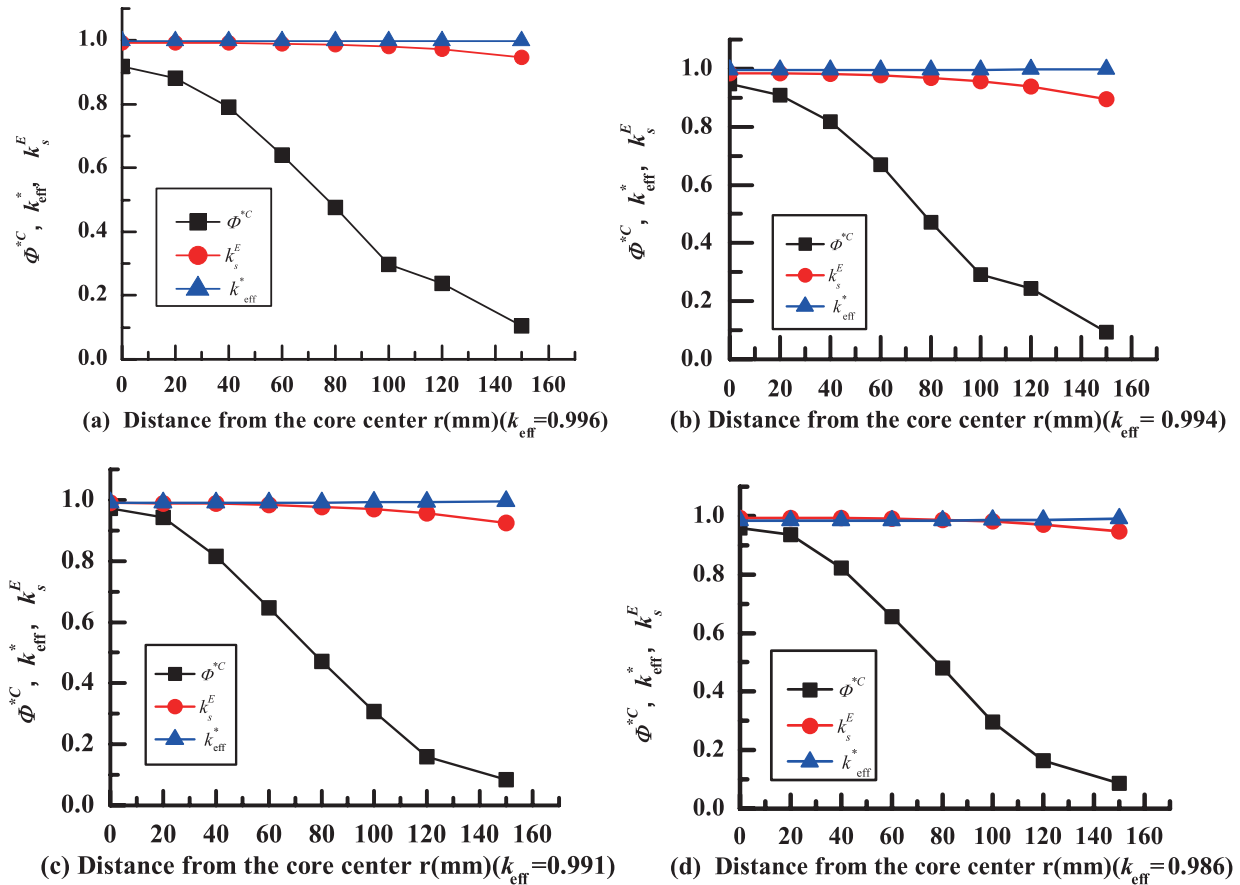 1.0
0.8
0.6
0.4
0.2
0.0
Φ*C , k*eff , kEs
Φ*C
kEs
k*eff
0 20 40 60 80 100 120 140 160
(a) Distance from the core center r(mm)(keff=0.996)
1.0
0.8
0.6
0.4
0.2
0.0
Φ*C , k*eff , kEs
Φ*C
kEs
k*eff
0 20 40 60 80 100 120 140 160
(b) Distance from the core center r(mm)(keff= 0.994)
1.0
0.8
0.6
0.4
0.2
0.0
Φ*C , k*eff , kEs
Φ*C
kEs
k*eff
0 20 40 60 80 100 120 140 160
(c) Distance from the core center r(mm)(keff=0.991)
1.0
0.8
0.6
0.4
0.2
0.0
Φ*C , k*eff , kEs
Φ*C
kEs
k*eff
0 20 40 60 80 100 120 140 160
(d) Distance from the core center r(mm)(keff=0.986)